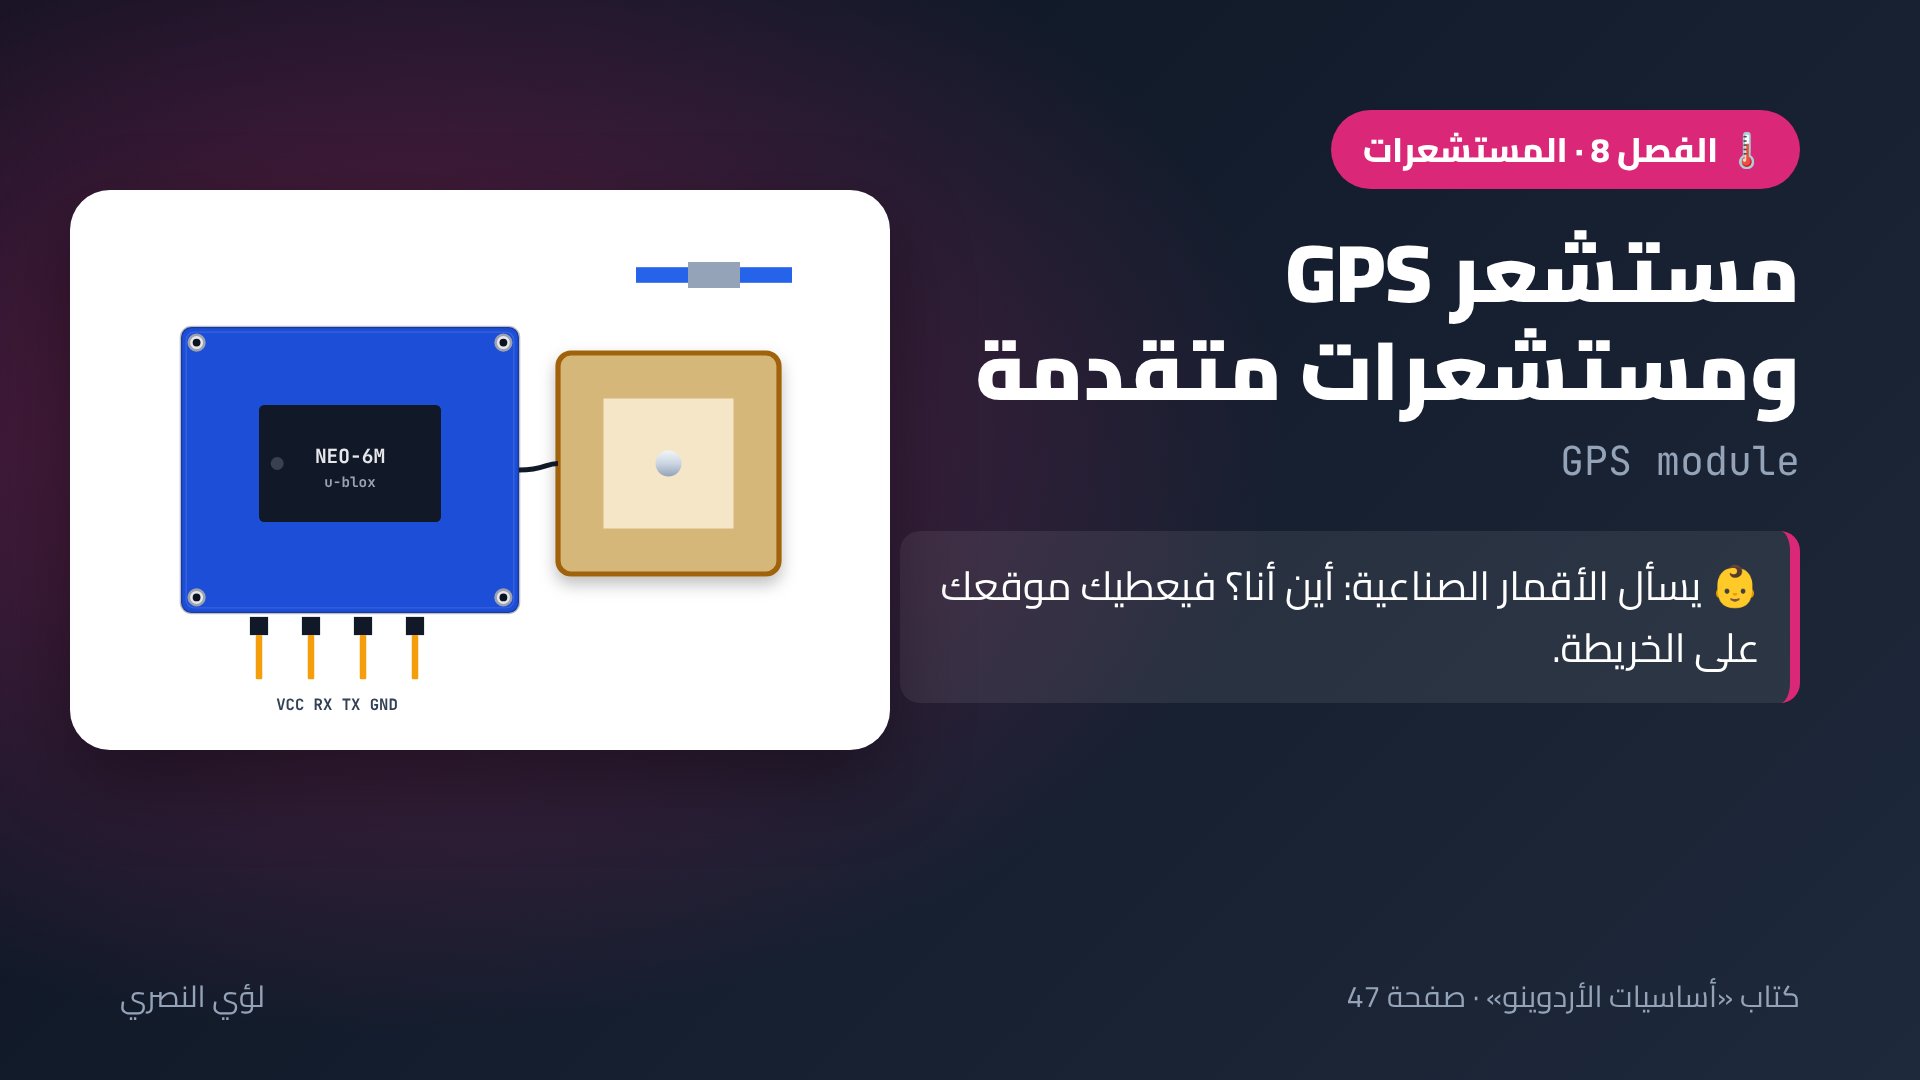 🌡️ الفصل 8 · المستشعرات
مستشعر GPS
ومستشعرات متقدمة
GPS module
👶 يسأل الأقمار الصناعية: أين أنا؟ فيعطيك موقعك
على الخريطة.
NEO-6M
u-blox
VCC RX TX GND
كتاب «أساسيات الأردوينو» · صفحة 47
لؤي النصري